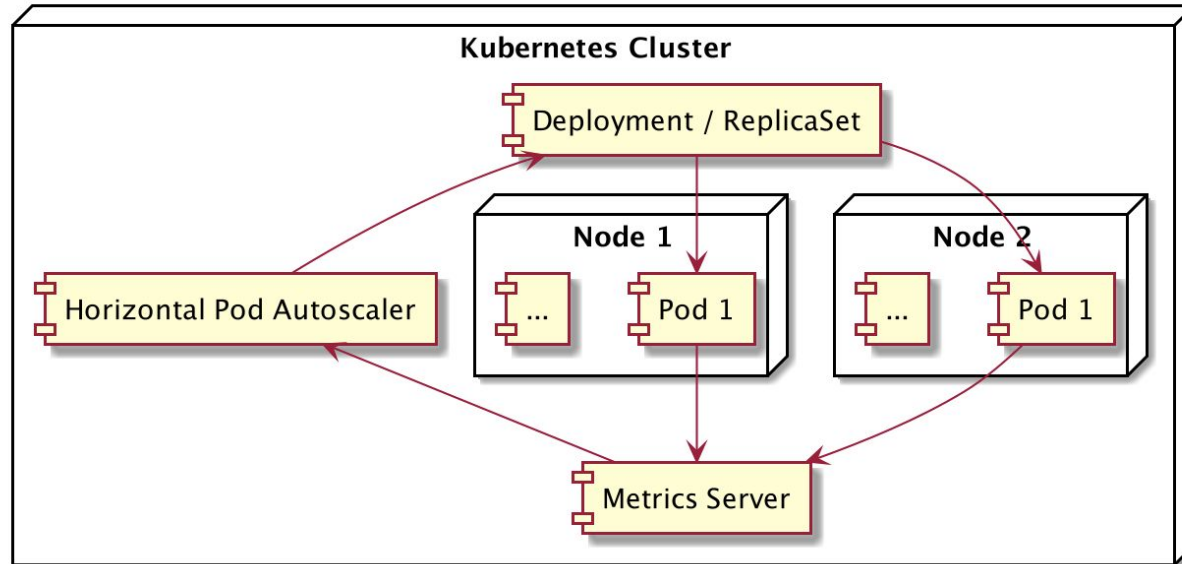 Kubernetes Cluster
Deployment / ReplicaSet
Node 1
Node 2
Horizontal Pod Autoscaler
...
Pod 1
...
Pod 1
Metrics Server